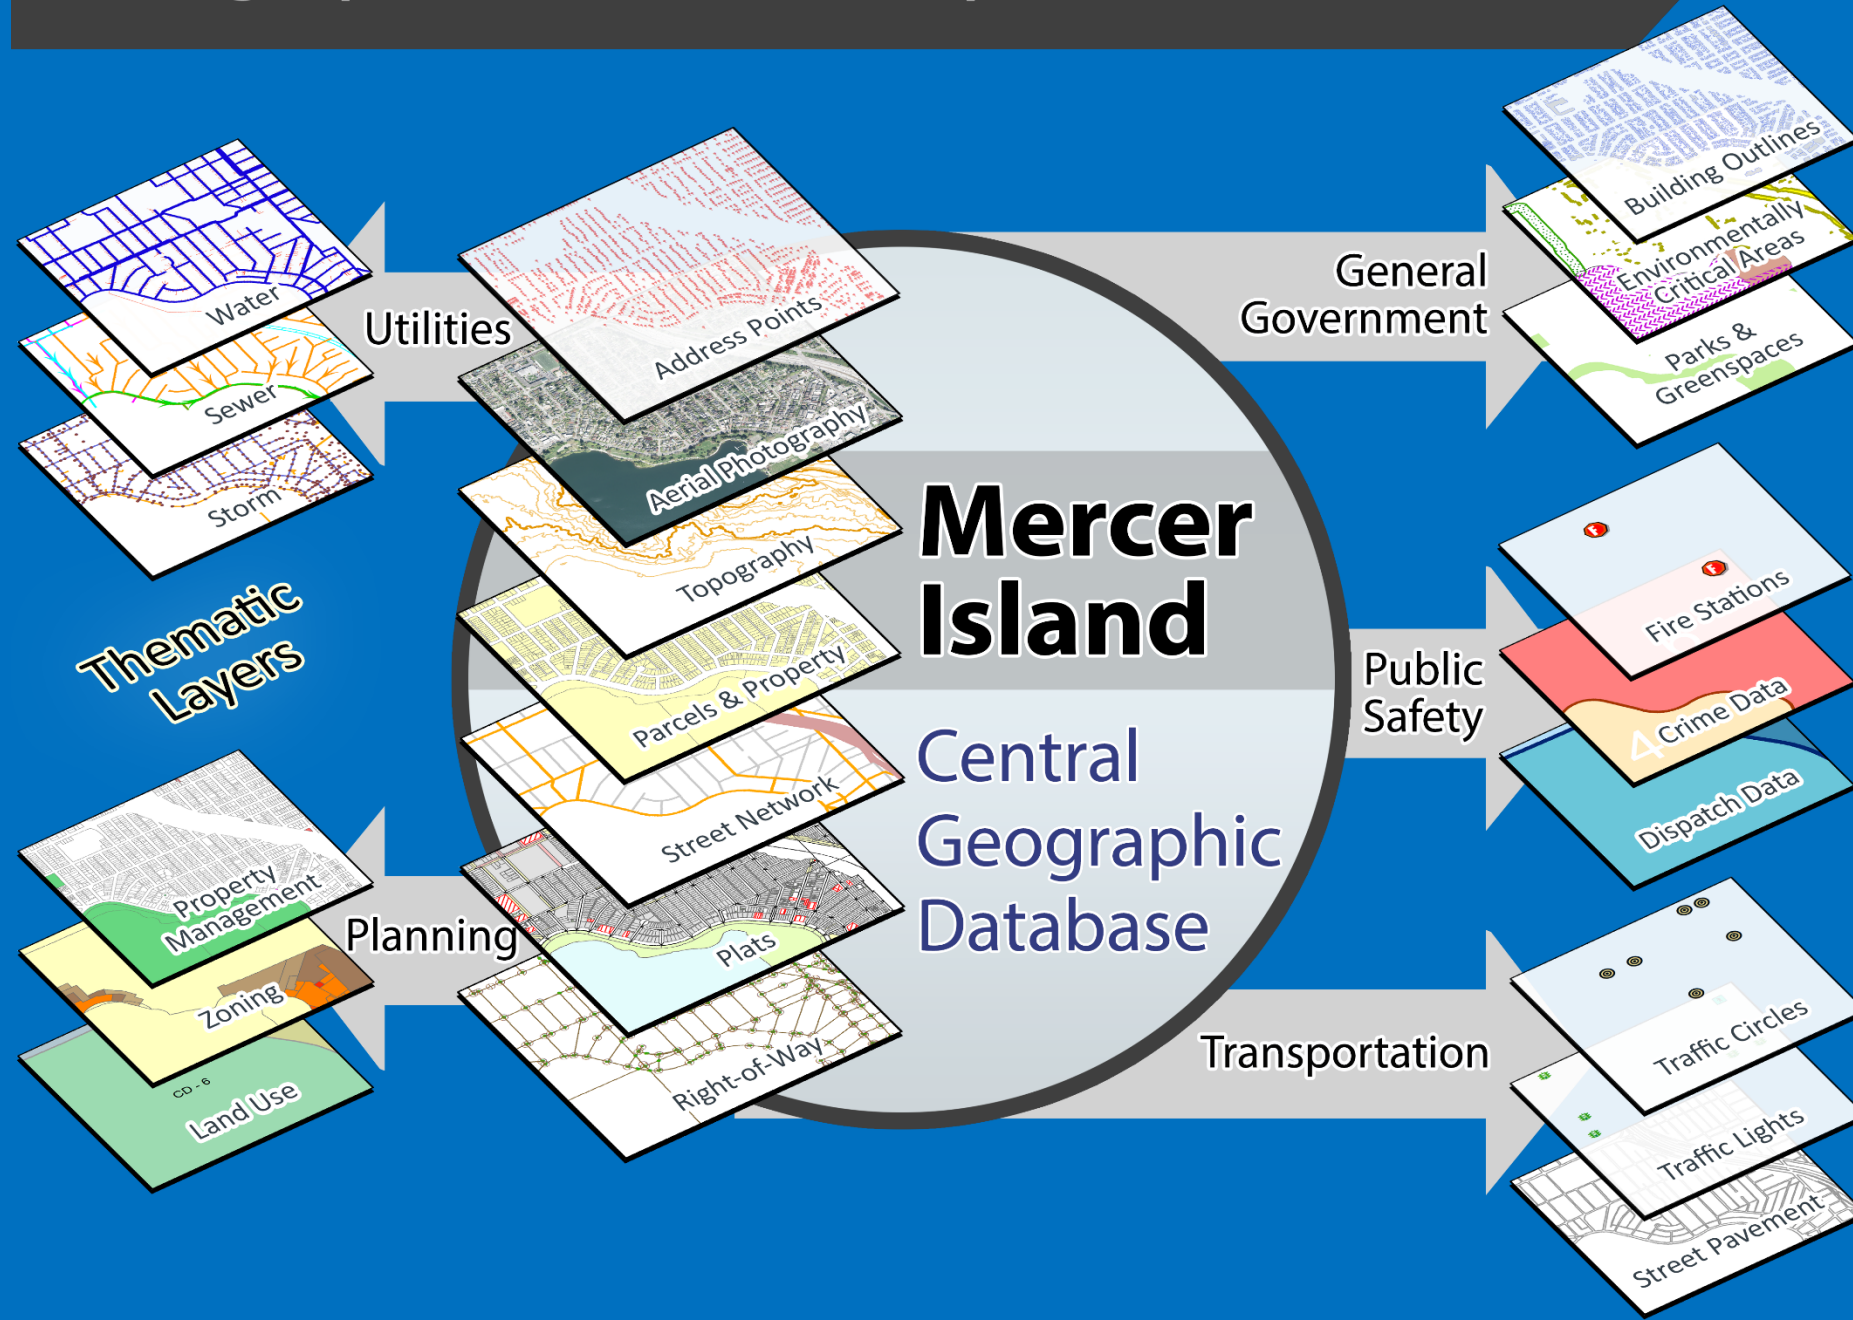 Water
Sewer
Storm
Utilities
Thematic
Layers
Property
Management
Zoning
CD-6
Land Use
Planning
Address Points
Aerial Photography
Topography
Parcels & Property
Street Network
Plats
Right-of-Way
Mercer
Island
Central
Geographic
Database
General
Government
Building Outlines
Environmentally
Critical Areas
Parks &
Greenspaces
Public
Safety
F
F
Fire Stations
4
Crime Data
Dispatch Data
Transportation
Traffic Circles
Traffic Lights
Street Pavement